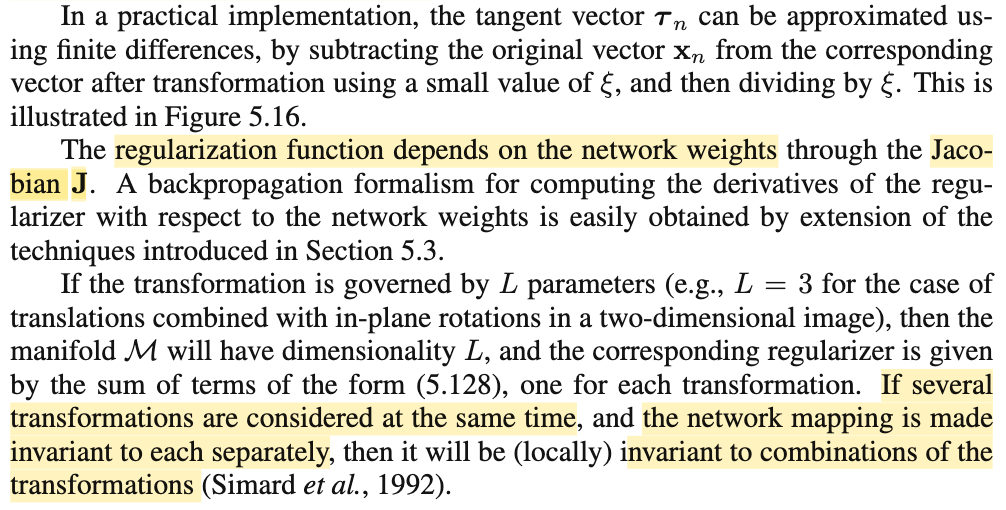 In a practical implementation, the tangent vector τn can be approximated us-
ing finite differences, by subtracting the original vector xn from the corresponding
vector after transformation using a small value of ξ, and then dividing by ξ. This is
illustrated in Figure 5.16.
The regularization function depends on the network weights through the Jaco-
bian J. A backpropagation formalism for computing the derivatives of the regu-
larizer with respect to the network weights is easily obtained by extension of the
techniques introduced in Section 5.3.
If the transformation is governed by L parameters (e.g., L = 3 for the case of
translations combined with in-plane rotations in a two-dimensional image), then the
manifold M will have dimensionality L, and the corresponding regularizer is given
by the sum of terms of the form (5.128), one for each transformation. If several
transformations are considered at the same time, and the network mapping is made
invariant to each separately, then it will be (locally) invariant to combinations of the
transformations (Simard et al., 1992).